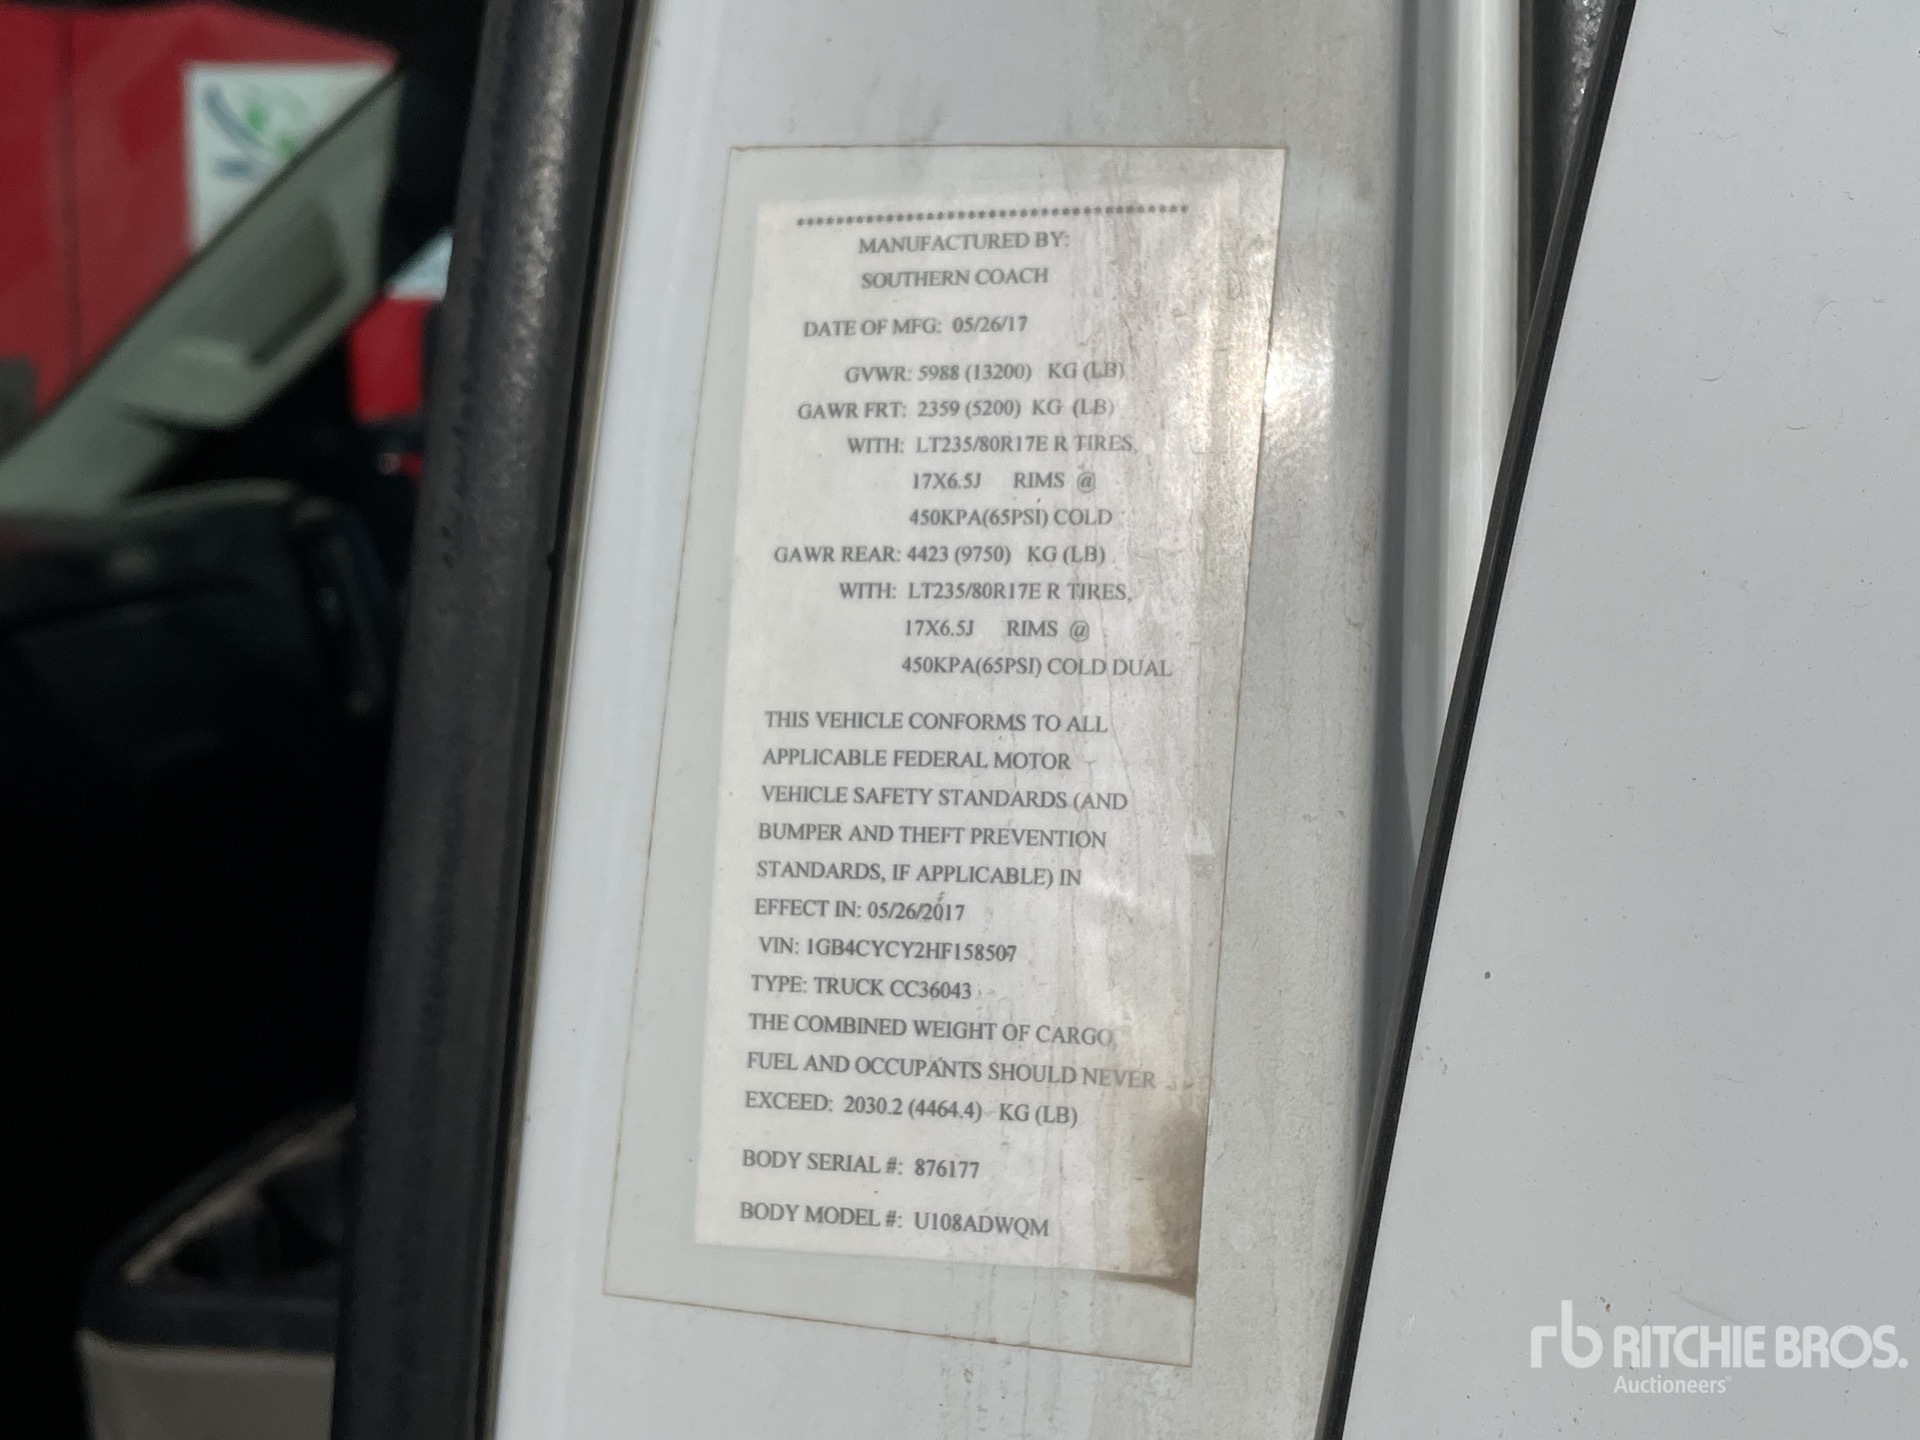 ****************************************
MANUFACTURED BY:
SOUTHERN COACH
DATE OF MFG: 05/26/17
GVWR: 5988 (13200) KG (LB)
GAWR FRT: 2359 (5200) KG (LB)
WITH: LT235/80R17E R TIRES,
17X6.5J RIMS @
450KPA(65PSI) COLD
GAWR REAR: 4423 (9750) KG (LB)
WITH: LT235/80R17E R TIRES,
17X6.5J RIMS @
450KPA(65PSI) COLD DUAL
THIS VEHICLE CONFORMS TO ALL
APPLICABLE FEDERAL MOTOR
VEHICLE SAFETY STANDARDS (AND
BUMPER AND THEFT PREVENTION
STANDARDS, IF APPLICABLE) IN
EFFECT IN: 05/26/2017
VIN: 1GB4CYCY2HF158507
TYPE: TRUCK CC36043
THE COMBINED WEIGHT OF CARGO,
FUEL AND OCCUPANTS SHOULD NEVER
EXCEED: 2030.2 (4464.4) KG (LB)
BODY SERIAL #: 876177
BODY MODEL #: U108ADWQM
rb RITCHIE BROS.
Auctioneers